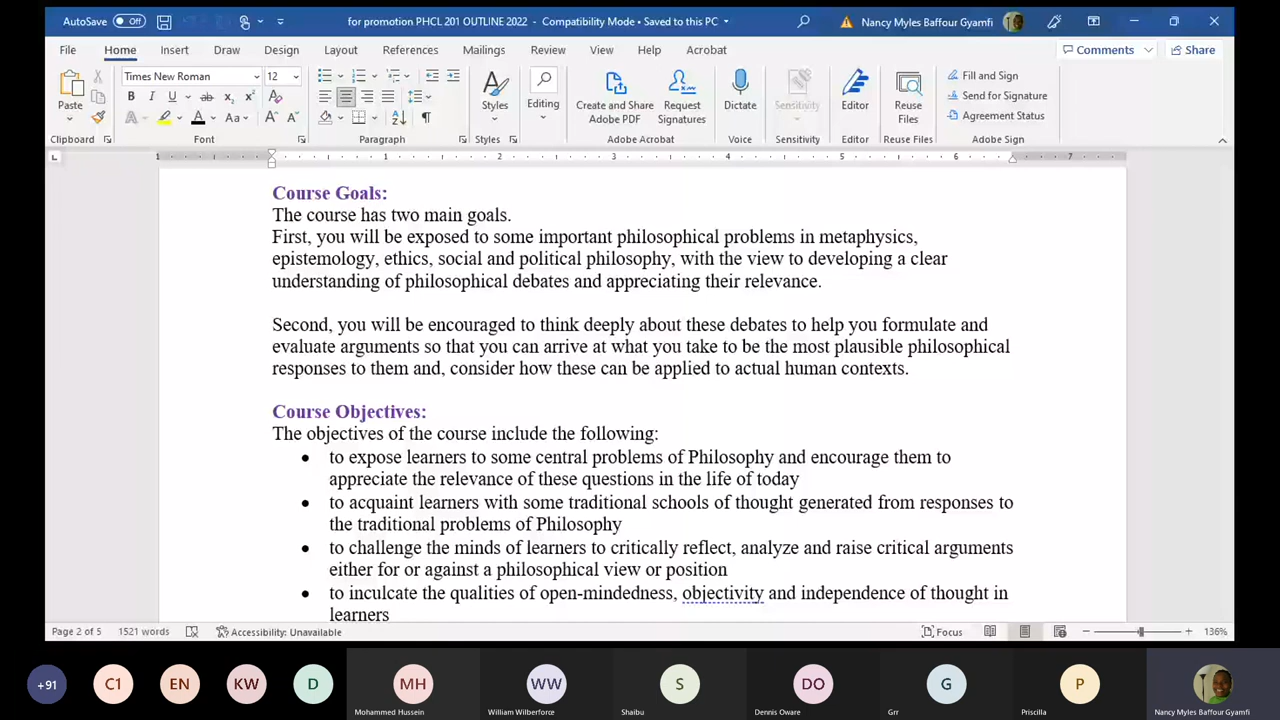 AutoSave Off for promotion PHCL 201 OUTLINE 2022 - Compatibility Mode • Saved to this PC Nancy Myles Baffour Gyamfi
File Home Insert Draw Design Layout References Mailings Review View Help Acrobat Comments Share
Times New Roman 12
Paste Styles Editing Create and Share Adobe PDF Request Signatures Dictate Sensitivity Editor Reuse Files
Fill and Sign
Send for Signature
Agreement Status
Clipboard Font Paragraph Styles Adobe Acrobat Voice Sensitivity Editor Reuse Files Adobe Sign
1 1 2 3 4 5 6 7
Course Goals:
The course has two main goals.
First, you will be exposed to some important philosophical problems in metaphysics,
epistemology, ethics, social and political philosophy, with the view to developing a clear
understanding of philosophical debates and appreciating their relevance.
Second, you will be encouraged to think deeply about these debates to help you formulate and
evaluate arguments so that you can arrive at what you take to be the most plausible philosophical
responses to them and, consider how these can be applied to actual human contexts.
Course Objectives:
The objectives of the course include the following:
• to expose learners to some central problems of Philosophy and encourage them to
appreciate the relevance of these questions in the life of today
• to acquaint learners with some traditional schools of thought generated from responses to
the traditional problems of Philosophy
• to challenge the minds of learners to critically reflect, analyze and raise critical arguments
either for or against a philosophical view or position
• to inculcate the qualities of open-mindedness, objectivity and independence of thought in
learners
Page 2 of 5 1521 words Accessibility: Unavailable Focus 136%
+91 C1 EN KW D MH WW S DO G P
Mohammed Hussein William Wilberforce Shaibu Dennis Oware Grr Priscilla Nancy Myles Baffour Gyamfi